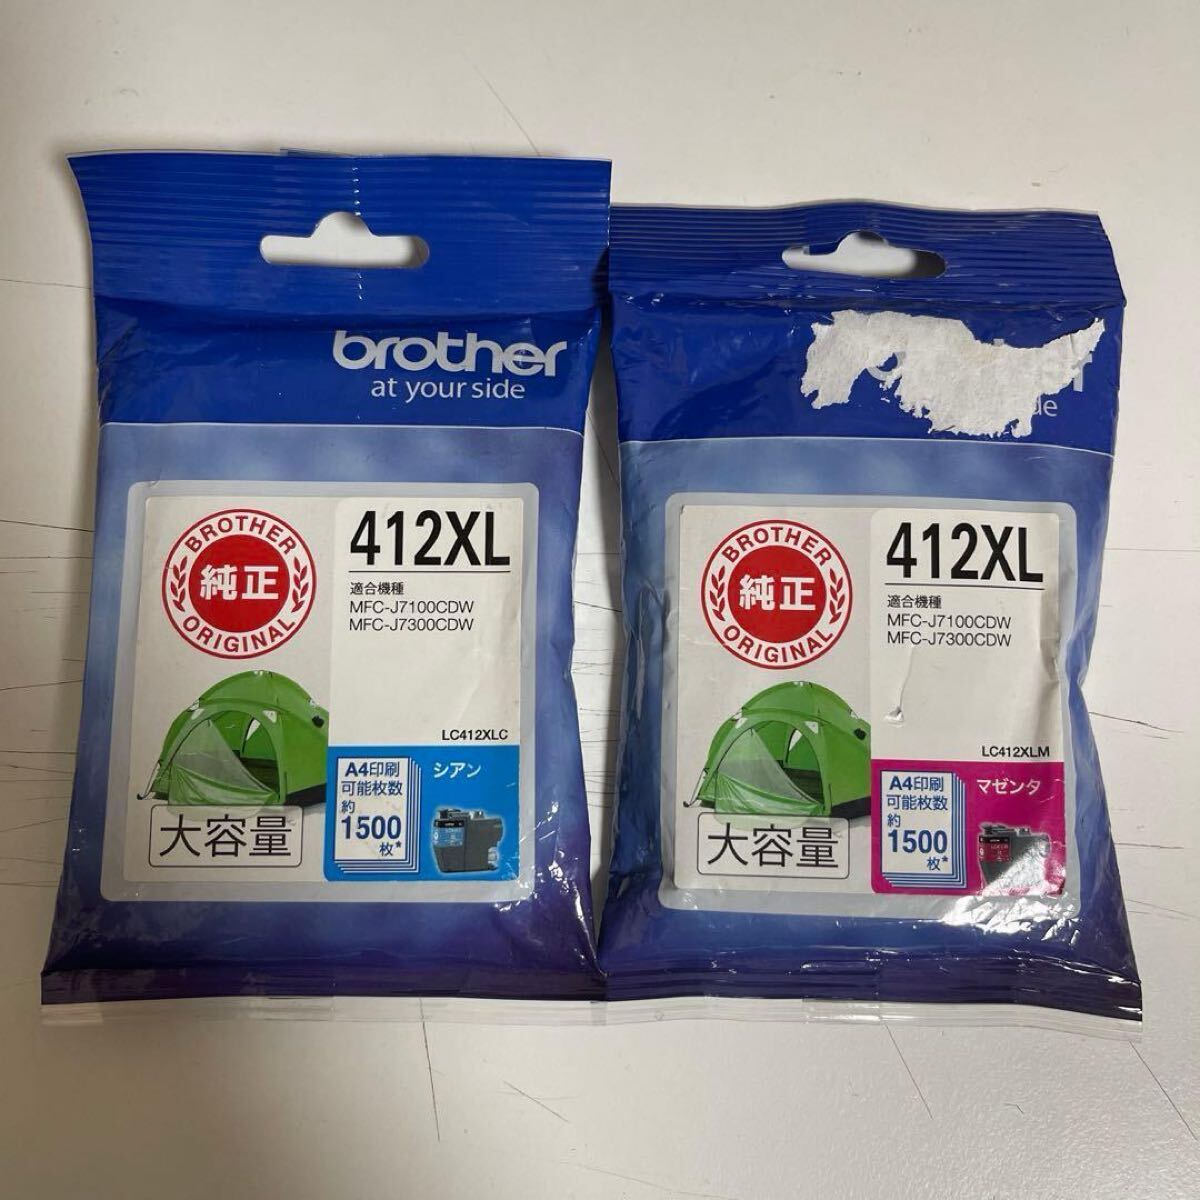 brother
at your side
BROTHER
純正
ORIGINAL
412XL
適合機種
MFC-J7100CDW
MFC-J7300CDW
LC412XLC
A4印刷
可能枚数
約
1500
枚*
シアン
大容量
BROTHER
純正
ORIGINAL
412XL
適合機種
MFC-J7100CDW
MFC-J7300CDW
LC412XLM
A4印刷
可能枚数
約
1500
枚*
マゼンタ
大容量